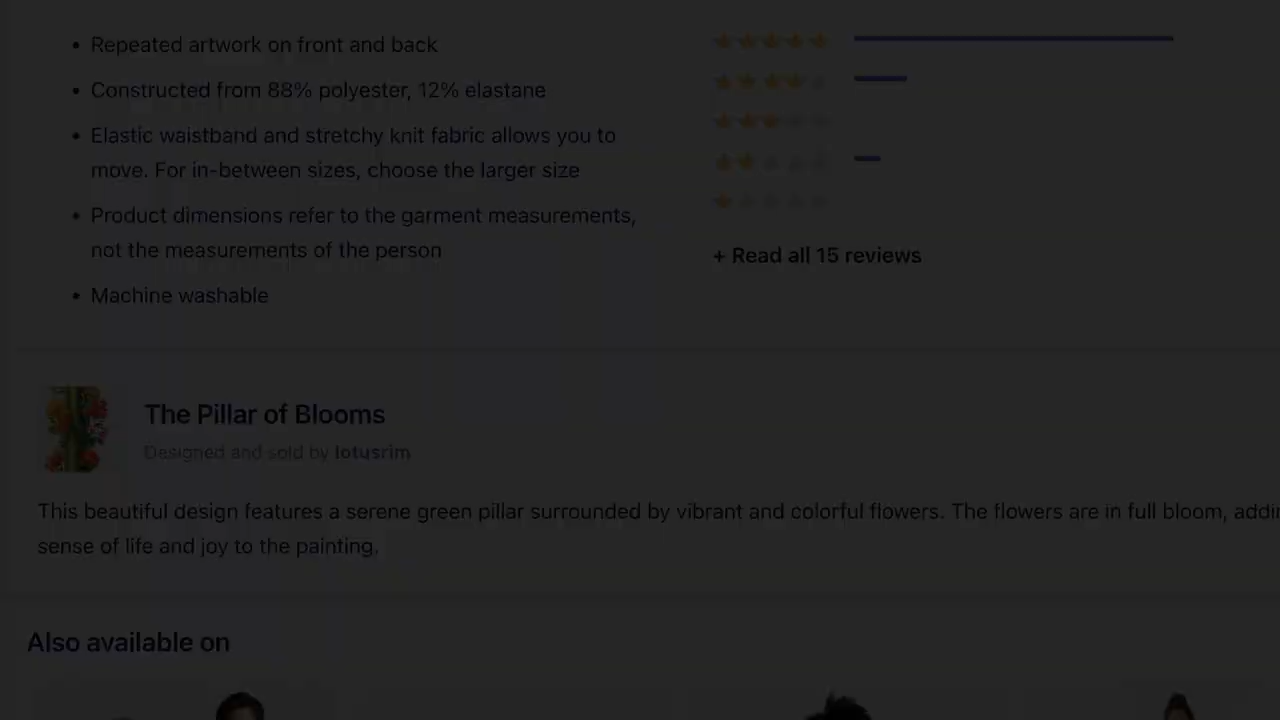 Repeated artwork on front and back
Constructed from 88% polyester, 12% elastane
Elastic waistband and stretchy knit fabric allows you to
move. For in-between sizes, choose the larger size
Product dimensions refer to the garment measurements,
not the measurements of the person
Machine washable
+ Read all 15 reviews
The Pillar of Blooms
Designed and sold by lotusrim
This beautiful design features a serene green pillar surrounded by vibrant and colorful flowers. The flowers are in full bloom,
sense of life and joy to the painting.
Also available on